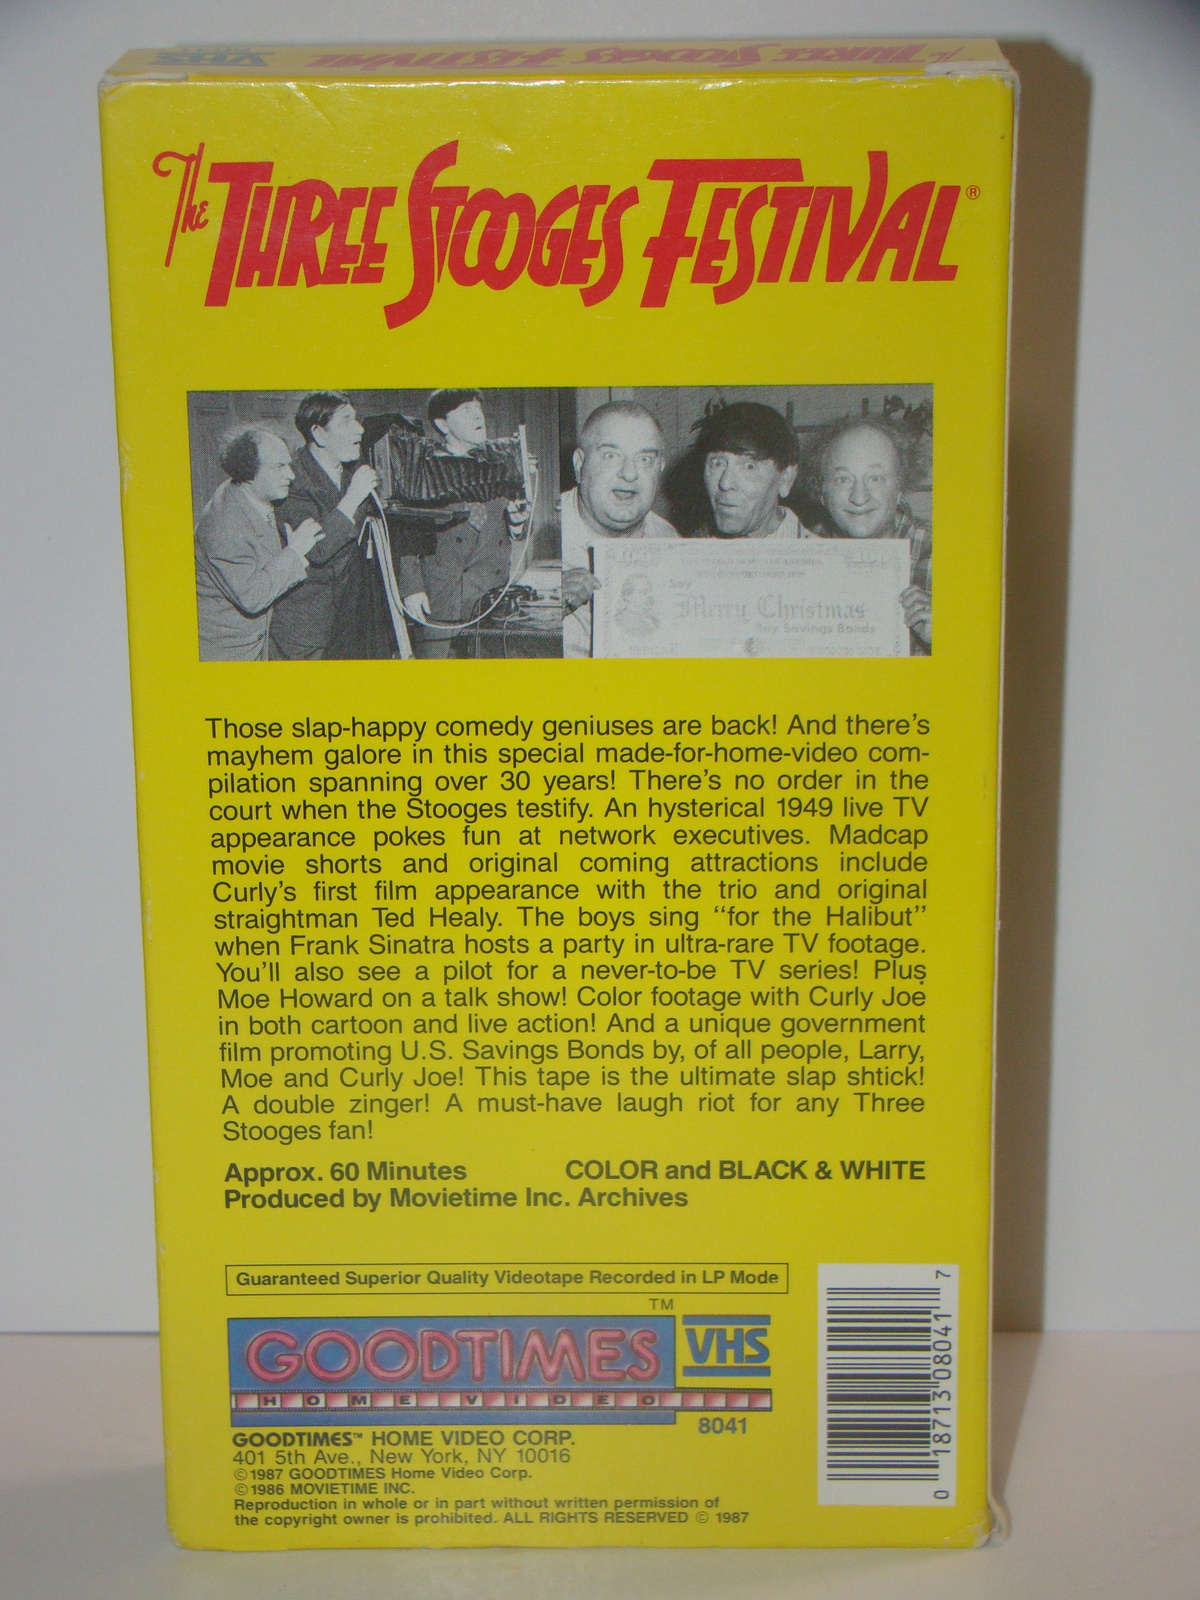 The THREE STOOGES FESTIVAL VHS
The THREE STOOGES FESTIVAL®
Say
Merry Christmas
Buy Savings Bonds
Those slap-happy comedy geniuses are back! And there's
mayhem galore in this special made-for-home-video com-
pilation spanning over 30 years! There's no order in the
court when the Stooges testify. An hysterical 1949 live TV
appearance pokes fun at network executives. Madcap
movie shorts and original coming attractions include
Curly's first film appearance with the trio and original
straightman Ted Healy. The boys sing "for the Halibut"
when Frank Sinatra hosts a party in ultra-rare TV footage.
You'll also see a pilot for a never-to-be TV series! Plus
Moe Howard on a talk show! Color footage with Curly Joe
in both cartoon and live action! And a unique government
film promoting U.S. Savings Bonds by, of all people, Larry,
Moe and Curly Joe! This tape is the ultimate slap shtick!
A double zinger! A must-have laugh riot for any Three
Stooges fan!
Approx. 60 Minutes COLOR and BLACK & WHITE
Produced by Movietime Inc. Archives
Guaranteed Superior Quality Videotape Recorded in LP Mode
TM
GOODTIMES VHS
HOME VIDEO
8041
GOODTIMES™ HOME VIDEO CORP.
401 5th Ave., New York, NY 10016
©1987 GOODTIMES Home Video Corp.
©1986 MOVIETIME INC.
Reproduction in whole or in part without written permission of
the copyright owner is prohibited. ALL RIGHTS RESERVED © 1987
0 18713 08041 7